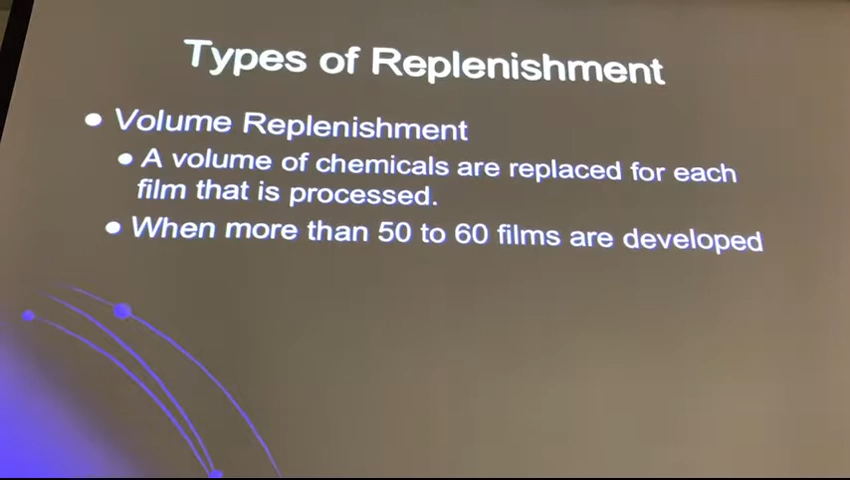 Types of Replenishment
● Volume Replenishment
● A volume of chemicals are replaced for each
film that is processed.
● When more than 50 to 60 films are developed